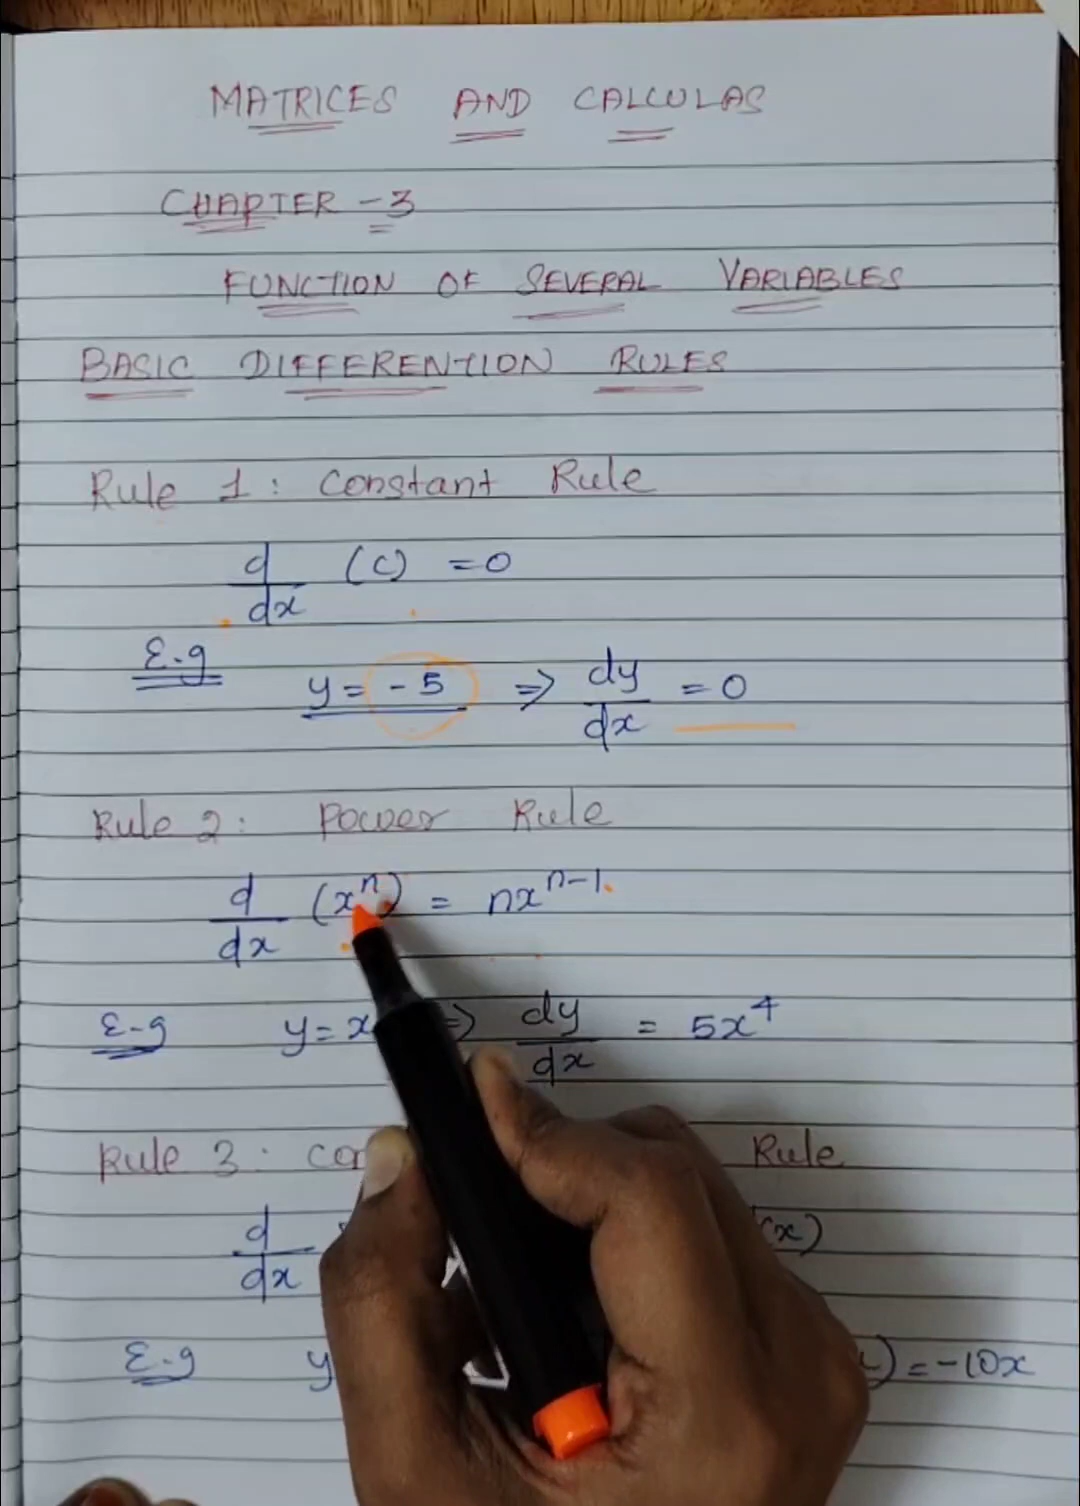 MATRICES AND CALCULAS
CHAPTER - 3
FUNCTION OF SEVERAL VARIABLES
BASIC DIFFERENTION RULES
Rule 1: Constant Rule
d/dx (C) = 0
E.g y = -5 ⇒ dy/dx = 0
Rule 2: Power Rule
d/dx (x^n) = nx^n-1
E-g y = x ⇒ dy/dx = 5x^4
Rule 3: Rule
d/dx (x)
E-g y ) = -10x